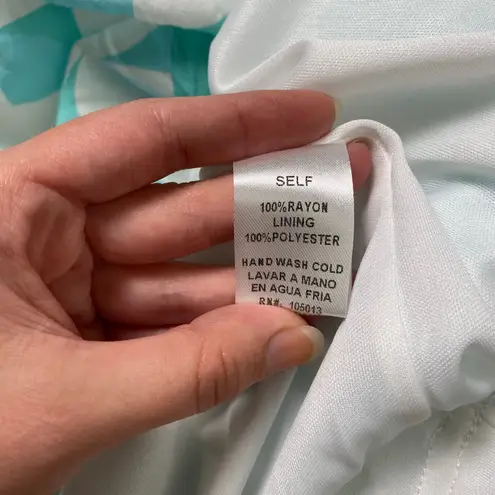 SELF
100%RAYON
LINING
100%POLYESTER
HAND WASH COLD
LAVAR A MANO
EN AGUA FRIA
RN#. 105013